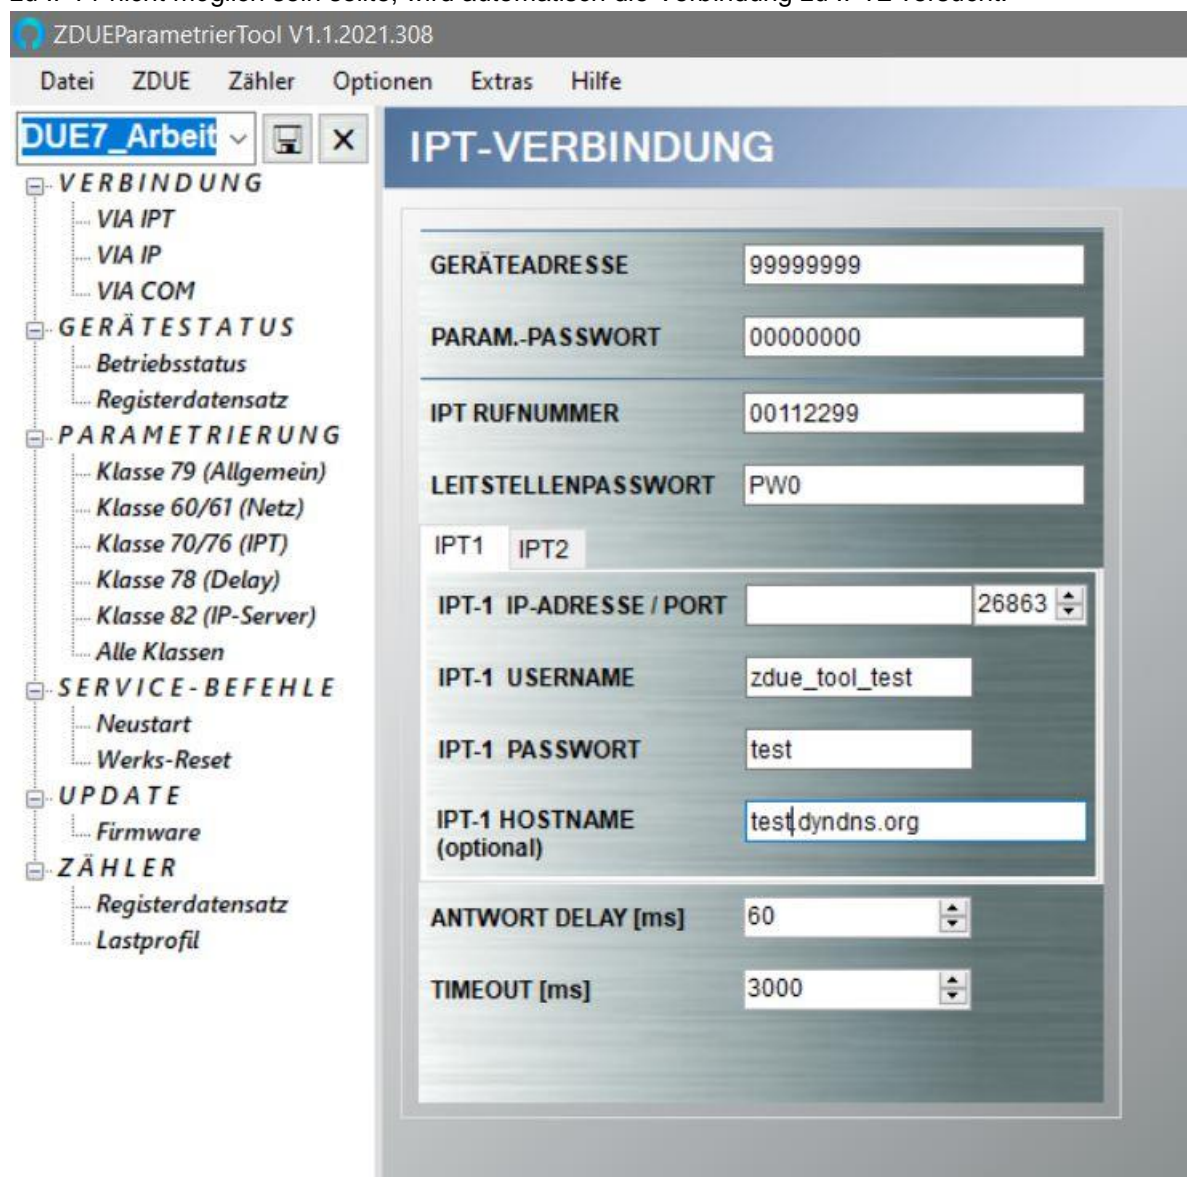 ZDUEParametrierTool V1.1.2021.308
Datei ZDUE Zähler Optionen Extras Hilfe
DUE7_Arbeit
VERBINDUNG
VIA IPT
VIA IP
VIA COM
GERÄTESTATUS
Betriebsstatus
Registerdatensatz
PARAMETRIERUNG
Klasse 79 (Allgemein)
Klasse 60/61 (Netz)
Klasse 70/76 (IPT)
Klasse 78 (Delay)
Klasse 82 (IP-Server)
Alle Klassen
SERVICE-BEFEHLE
Neustart
Werks-Reset
UPDATE
Firmware
ZÄHLER
Registerdatensatz
Lastprofil
IPT-VERBINDUNG
GERÄTEADRESSE 99999999
PARAM.-PASSWORT 00000000
IPT RUFNUMMER 00112299
LEITSTELLENPASSWORT PW0
IPT1 IPT2
IPT-1 IP-ADRESSE / PORT 26863
IPT-1 USERNAME zdue_tool_test
IPT-1 PASSWORT test
IPT-1 HOSTNAME test.dyndns.org
(optional)
ANTWORT DELAY [ms] 60
TIMEOUT [ms] 3000